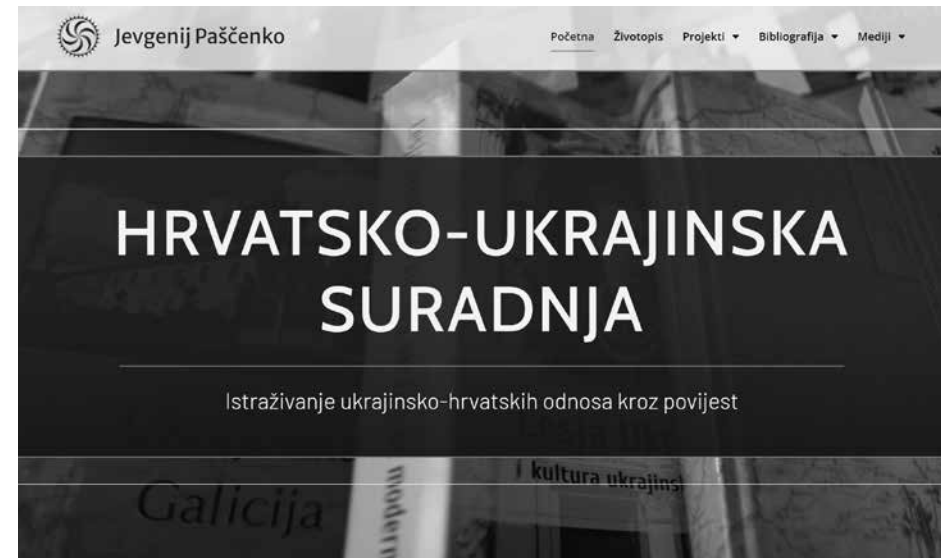 Jevgenij Paščenko
Početna Životopis Projekti Bibliografija Mediji
HRVATSKO-UKRAJINSKA
SURADNJA
Istraživanje ukrajinsko-hrvatskih odnosa kroz povijest
i kultura ukrajins
Galicija
modern